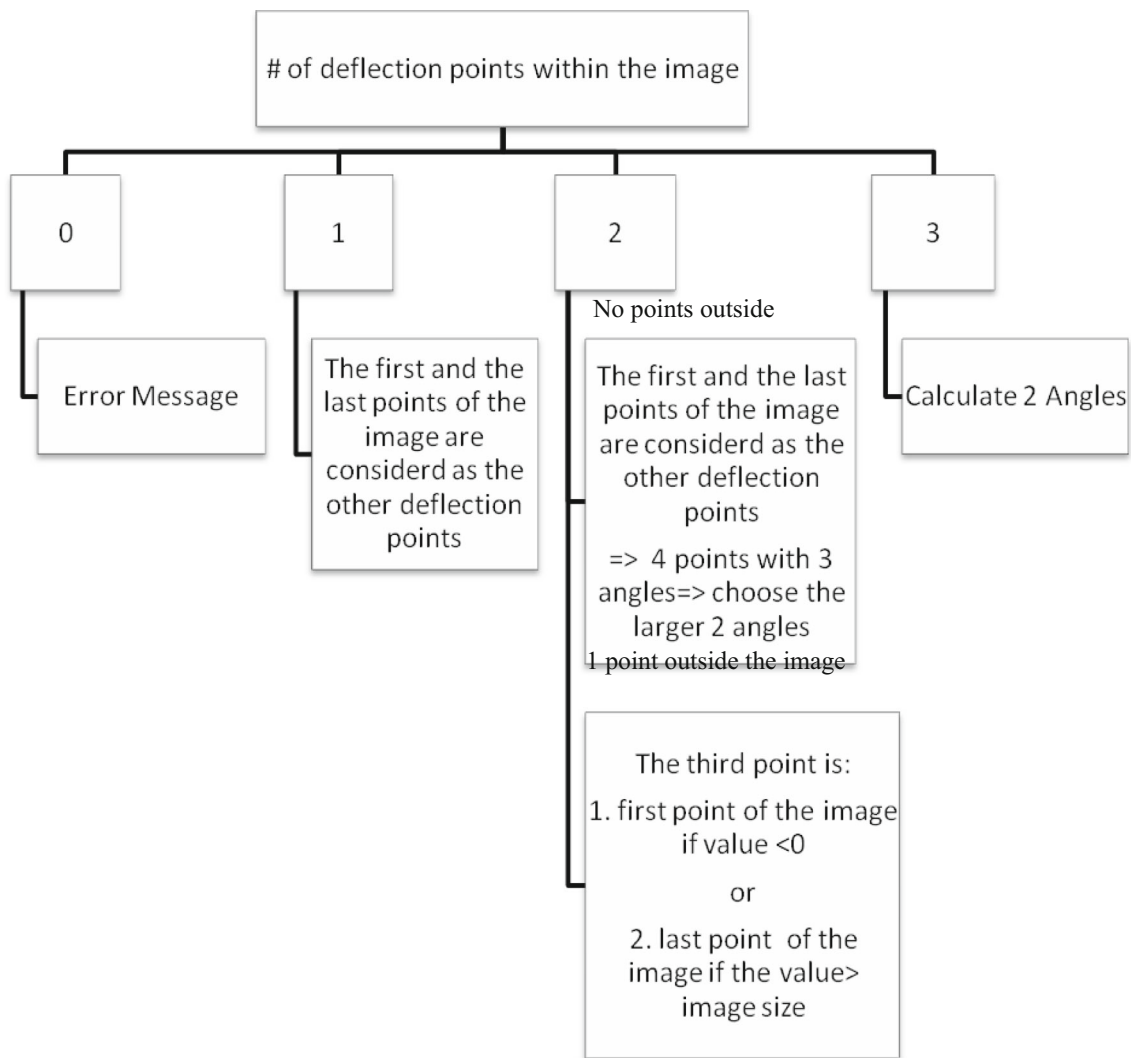 # of deflection points within the image
0
1
2
3
Error Message
The first and the
last points of the
image are
considerd as the
other deflection
points
No points outside
The first and the last
points of the image
are considerd as the
other deflection
points
=> 4 points with 3
angles=> choose the
larger 2 angles
1 point outside the image
The third point is:
1. first point of the image
if value <0
or
2. last point of the
image if the value>
image size
Calculate 2 Angles